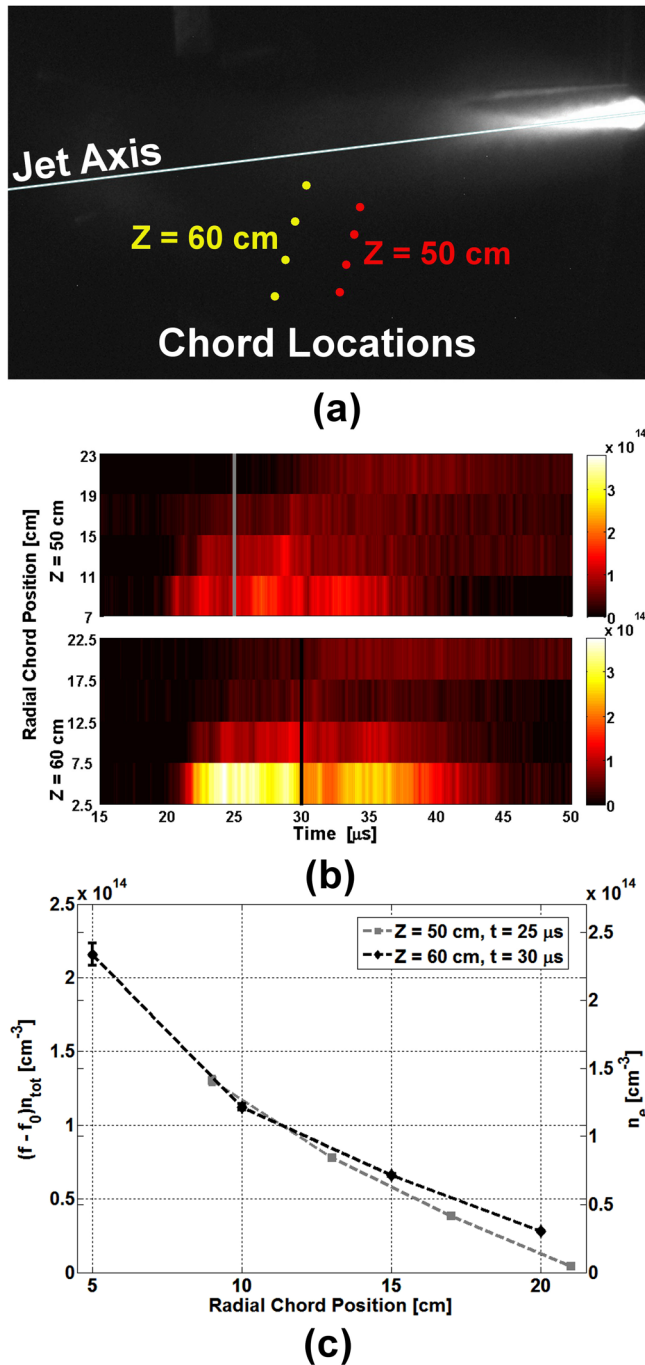 Jet Axis
Z = 60 cm
Z = 50 cm
Chord Locations
(a)
x 10^14
23
19
15
11
7
Z = 50 cm
3
2
1
0
Radial Chord Position [cm]
x 10^14
22.5
17.5
12.5
7.5
2.5
Z = 60 cm
3
2
1
0
15 20 25 30 35 40 45 50
Time [μs]
(b)
x 10^14
x 10^14
Z = 50 cm, t = 25 μs
Z = 60 cm, t = 30 μs
2.5
2
1.5
1
0.5
0
(f - f₀)n_tot [cm⁻³]
2.5
2
1.5
1
0.5
0
n_e [cm⁻³]
5 10 15 20
Radial Chord Position [cm]
(c)